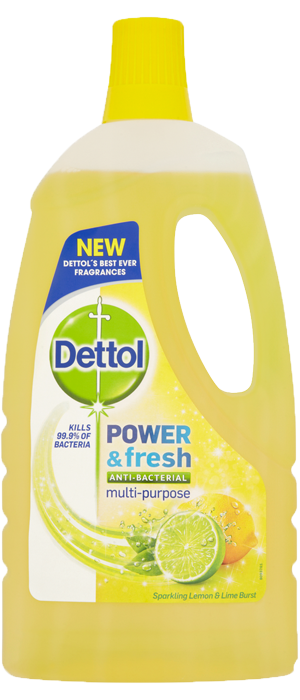 NEW
DETTOL'S BEST EVER
FRAGRANCES
Dettol
KILLS
99.9% OF
BACTERIA
POWER
& fresh
ANTI-BACTERIAL
multi-purpose
Sparkling Lemon & Lime Burst